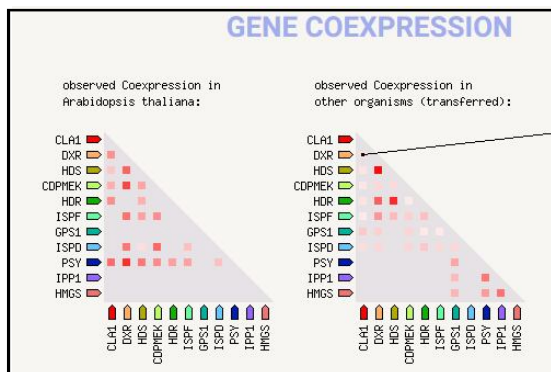 GENE COEXPRESSION
observed Coexpression in
Arabidopsis thaliana:
CLA1
DXR
HDS
CDPMEK
HDR
ISPF
GPS1
ISPD
PSY
IPP1
HMGS
CLA1
DXR
HDS
CDPMEK
HDR
ISPF
GPS1
ISPD
PSY
IPP1
HMGS
observed Coexpression in
other organisms (transferred):
CLA1
DXR
HDS
CDPMEK
HDR
ISPF
GPS1
ISPD
PSY
IPP1
HMGS
CLA1
DXR
HDS
CDPMEK
HDR
ISPF
GPS1
ISPD
PSY
IPP1
HMGS